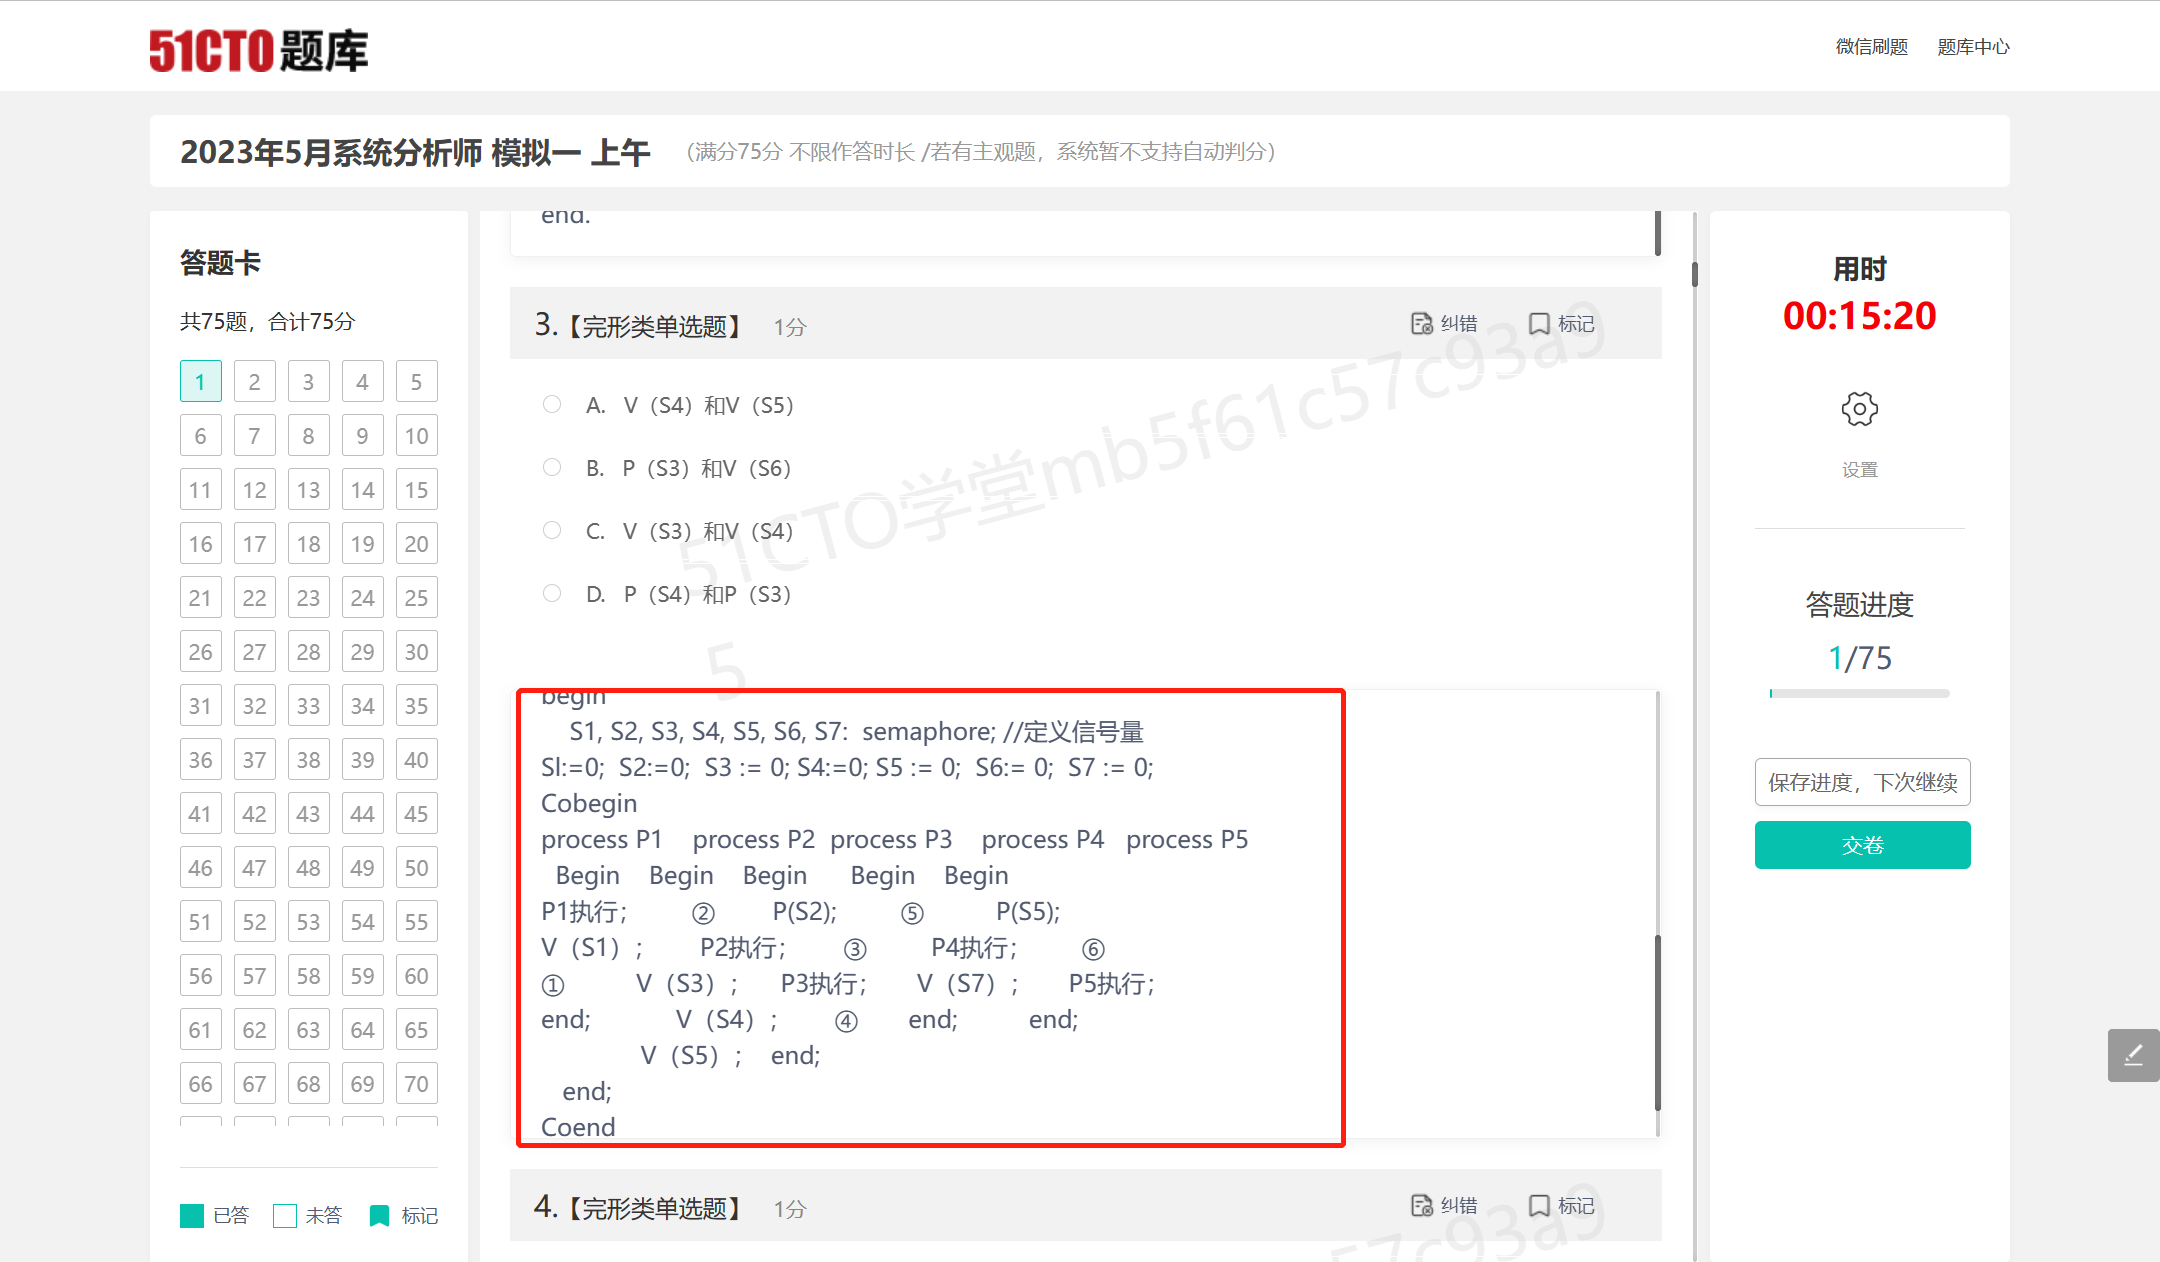 51CTO题库
微信刷题 题库中心
2023年5月系统分析师 模拟一 上午 (满分75分 不限作答时长 /若有主观题，系统暂不支持自动判分)
答题卡
共75题，合计75分
1 2 3 4 5
6 7 8 9 10
11 12 13 14 15
16 17 18 19 20
21 22 23 24 25
26 27 28 29 30
31 32 33 34 35
36 37 38 39 40
41 42 43 44 45
46 47 48 49 50
51 52 53 54 55
56 57 58 59 60
61 62 63 64 65
66 67 68 69 70
已答 未答 标记
end.
3.【完形类单选题】 1分 纠错 标记
A. V（S4）和V（S5）
B. P（S3）和V（S6）
C. V（S3）和V（S4）
D. P（S4）和P（S3）
51CTO学堂mb5f61c57c93a9
5
begin
S1, S2, S3, S4, S5, S6, S7: semaphore; //定义信号量
Sl:=0; S2:=0; S3 := 0; S4:=0; S5 := 0; S6:= 0; S7 := 0;
Cobegin
process P1 process P2 process P3 process P4 process P5
Begin Begin Begin Begin Begin
P1执行； ② P(S2); ⑤ P(S5);
V（S1）； P2执行； ③ P4执行； ⑥
① V（S3）； P3执行； V（S7）； P5执行；
end; V（S4）； ④ end; end;
V（S5）； end;
end;
Coend
4.【完形类单选题】 1分 纠错 标记
57c93a9
用时
00:15:20
设置
答题进度
1/75
保存进度，下次继续
交卷